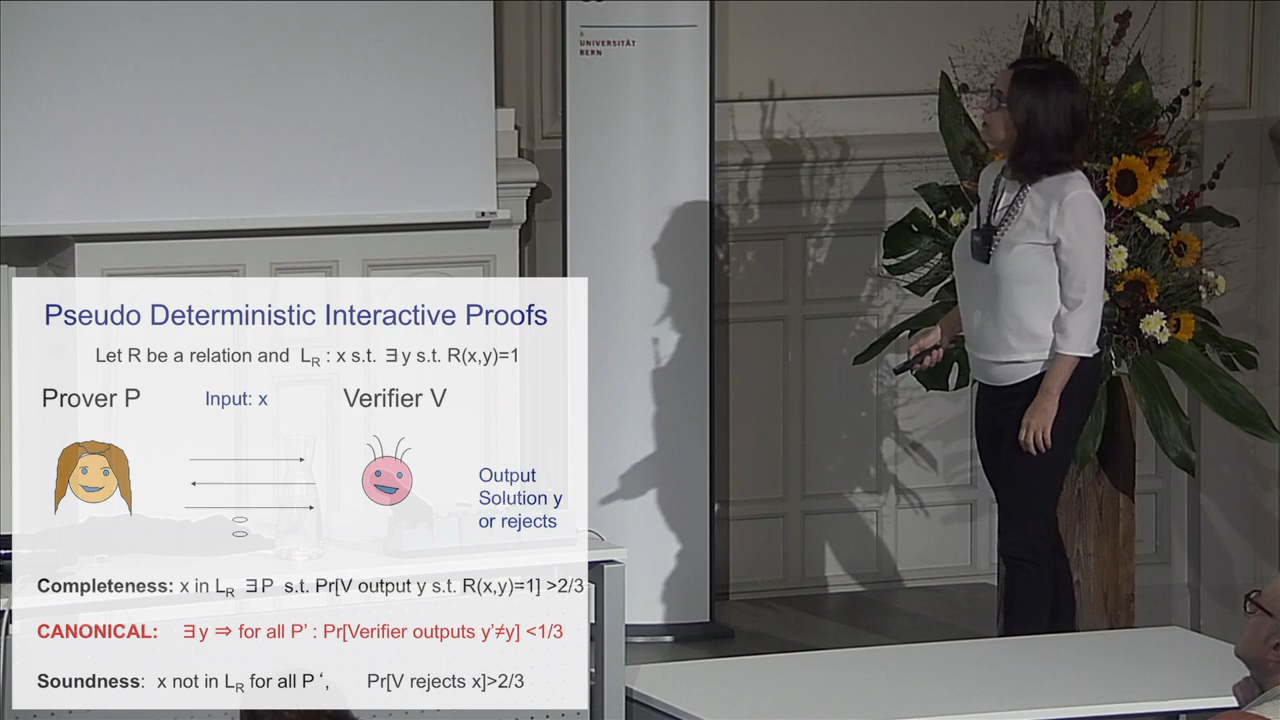 UNIVERSITÄT
BERN
Pseudo Deterministic Interactive Proofs
Let R be a relation and L_R : x s.t. ∃ y s.t. R(x,y)=1
Prover P Input: x Verifier V
Output
Solution y
or rejects
Completeness: x in L_R ∃ P s.t. Pr[V output y s.t. R(x,y)=1] >2/3
CANONICAL: ∃ y ⇒ for all P’ : Pr[Verifier outputs y’≠y] <1/3
Soundness: x not in L_R for all P ‘, Pr[V rejects x]>2/3